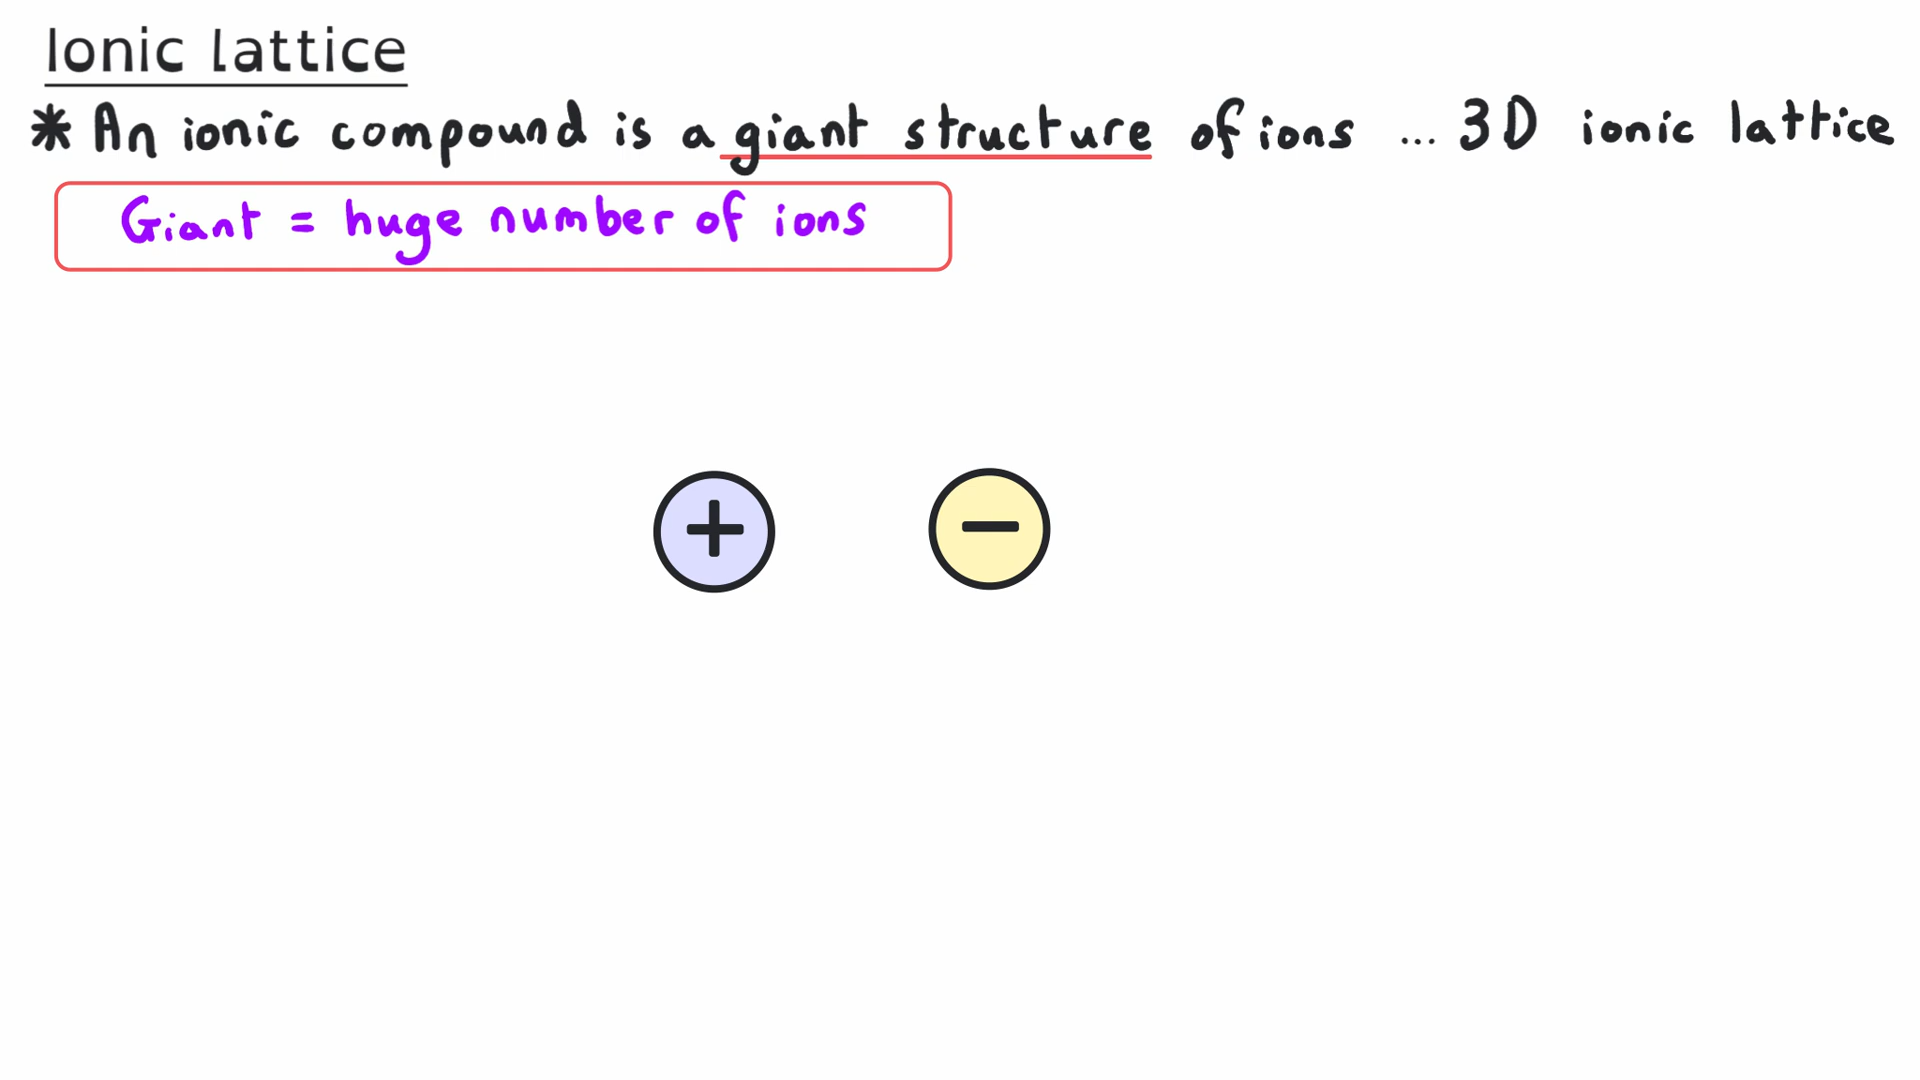 Ionic lattice
* An ionic compound is a giant structure of ions ... 3D ionic lattice
Giant = huge number of ions
+ −